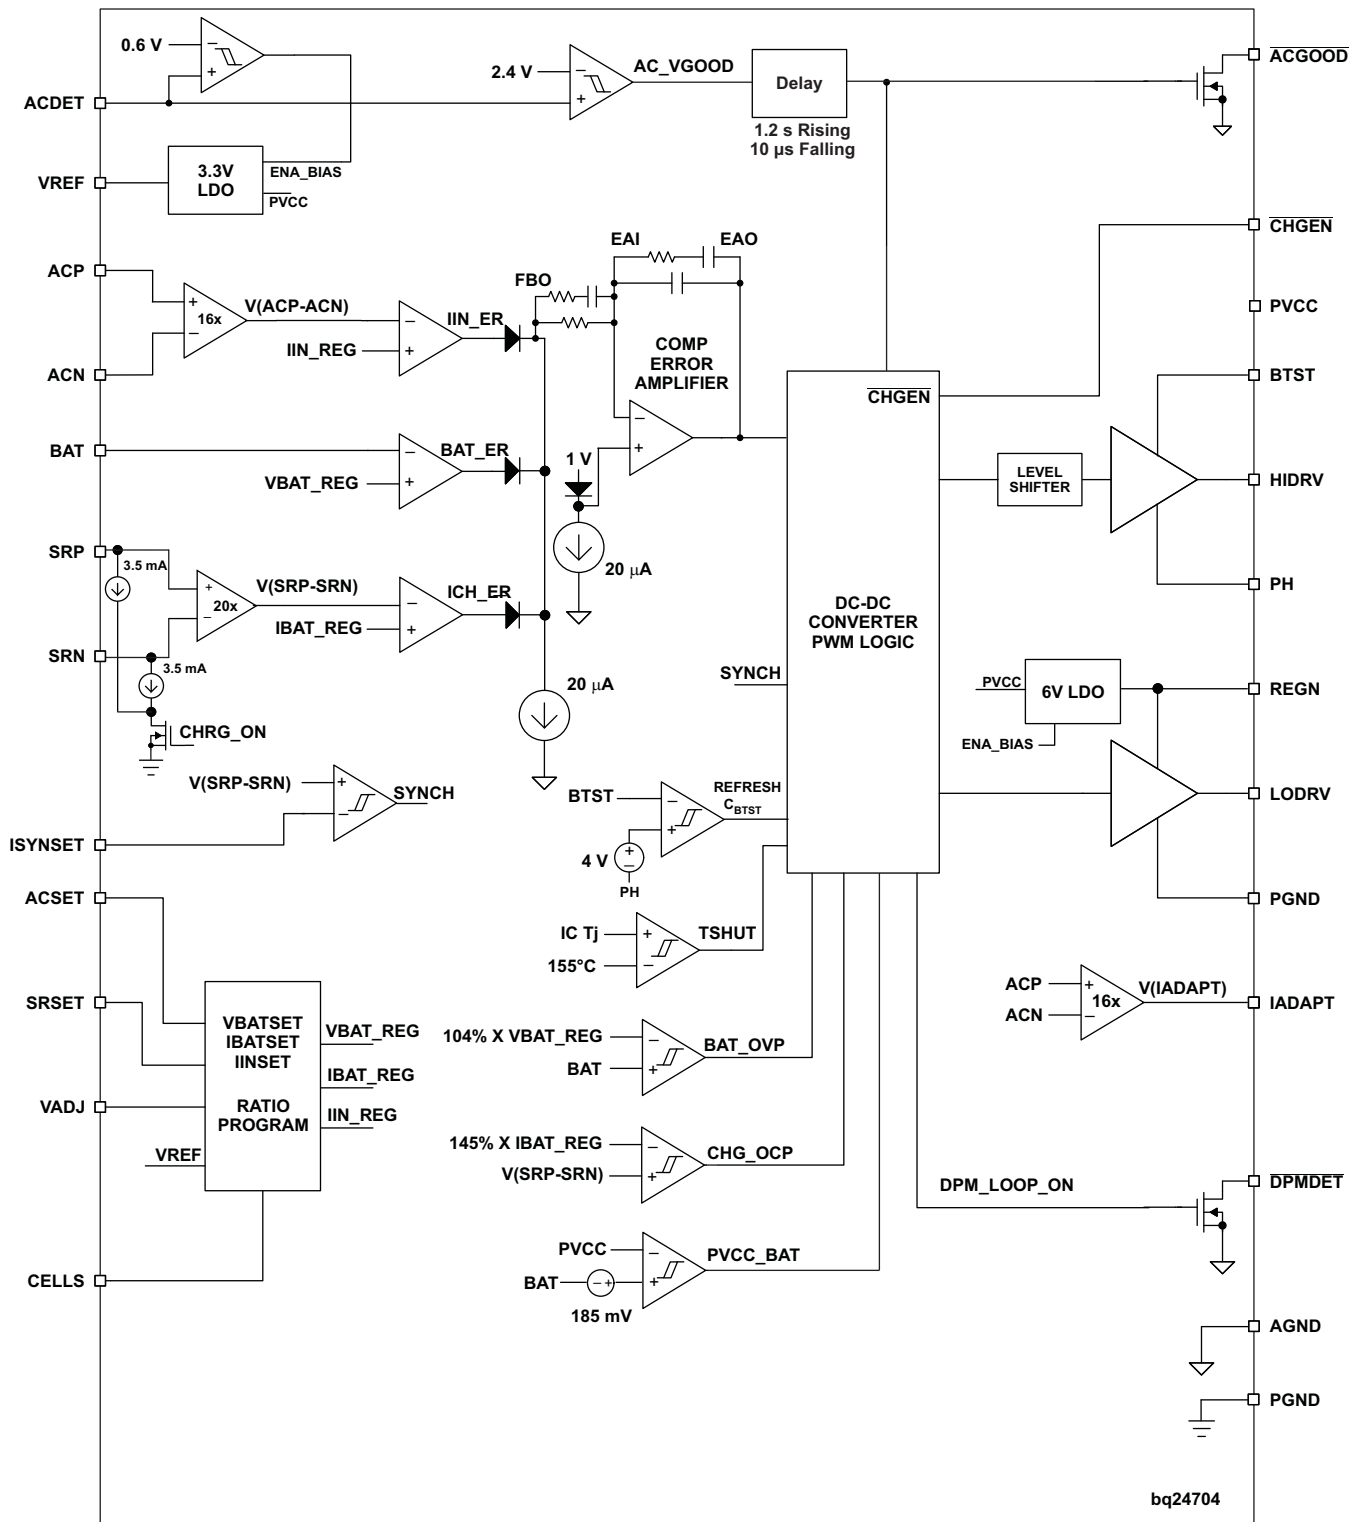 0.6 V
−
+
2.4 V
−
+
AC_VGOOD
Delay
1.2 s Rising
10 µs Falling
ACGOOD
ACDET
VREF
3.3V
LDO
ENA_BIAS
PVCC
CHGEN
EAI
EAO
FBO
ACP
ACN
+
16x
−
V(ACP-ACN)
IIN_REG
−
+
IIN_ER
COMP
ERROR
AMPLIFIER
−
+
CHGEN
PVCC
BTST
BAT
VBAT_REG
−
+
BAT_ER
1 V
20 µA
LEVEL
SHIFTER
HIDRV
PH
SRP
3.5 mA
+
20x
−
V(SRP-SRN)
IBAT_REG
−
+
ICH_ER
DC-DC
CONVERTER
PWM LOGIC
SRN
3.5 mA
CHRG_ON
20 µA
SYNCH
PVCC
6V LDO
ENA_BIAS
REGN
V(SRP-SRN)
+
−
SYNCH
ISYNSET
BTST
−
+
REFRESH
CBTST
4 V
+
−
PH
LODRV
PGND
ACSET
IC Tj
155°C
+
−
TSHUT
SRSET
VBATSET
IBATSET
IINSET
RATIO
PROGRAM
VBAT_REG
IBAT_REG
IIN_REG
VADJ
VREF
CELLS
ACP
ACN
+
16x
−
V(IADAPT)
IADAPT
104% X VBAT_REG
BAT
−
+
BAT_OVP
145% X IBAT_REG
V(SRP-SRN)
−
+
CHG_OCP
DPM_LOOP_ON
DPMDET
PVCC
BAT
− +
185 mV
−
+
PVCC_BAT
AGND
PGND
bq24704